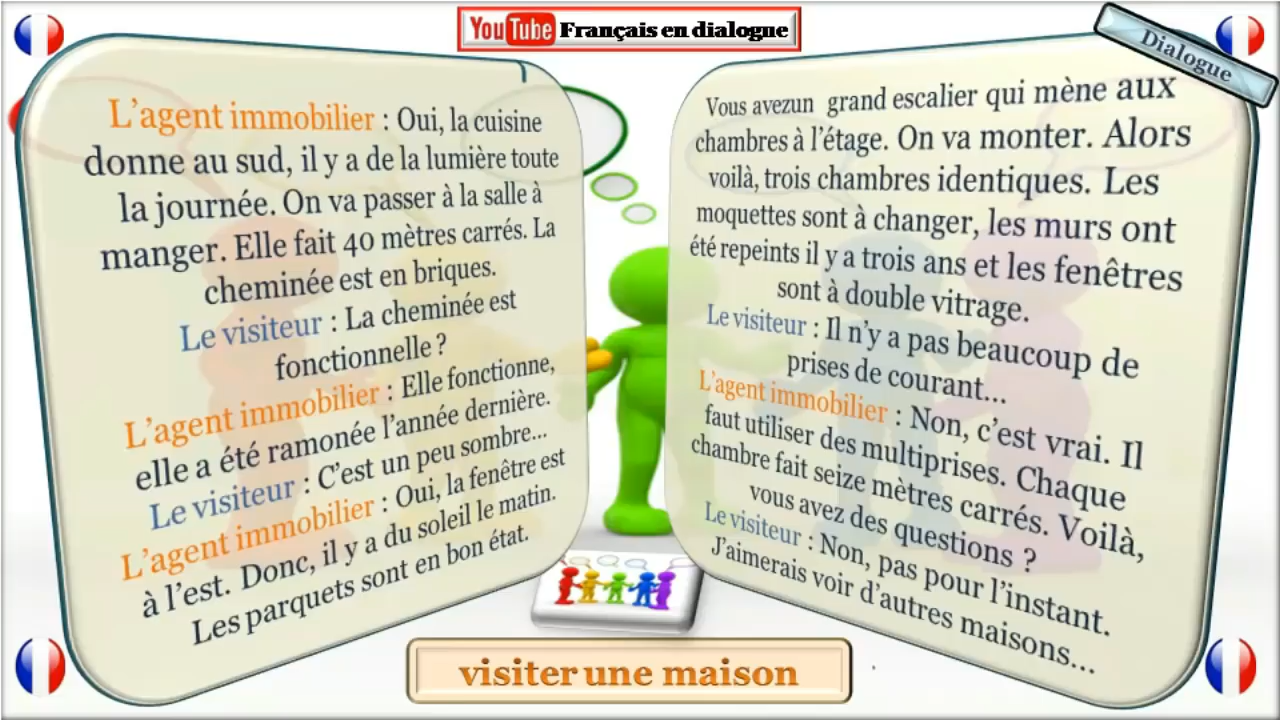 YouTube Français en dialogue
Dialogue
L'agent immobilier : Oui, la cuisine
donne au sud, il y a de la lumière toute
la journée. On va passer à la salle à
manger. Elle fait 40 mètres carrés. La
cheminée est en briques.
Le visiteur : La cheminée est
fonctionnelle ?
L'agent immobilier : Elle fonctionne,
elle a été ramonée l'année dernière.
Le visiteur : C'est un peu sombre...
L'agent immobilier : Oui, la fenêtre est
à l'est. Donc, il y a du soleil le matin.
Les parquets sont en bon état.
Vous avezun grand escalier qui mène aux
chambres à l'étage. On va monter. Alors
voilà, trois chambres identiques. Les
moquettes sont à changer, les murs ont
été repeints il y a trois ans et les fenêtres
sont à double vitrage.
Le visiteur : Il n'y a pas beaucoup de
prises de courant...
L'agent immobilier : Non, c'est vrai. Il
faut utiliser des multiprises. Chaque
chambre fait seize mètres carrés. Voilà,
vous avez des questions ?
Le visiteur : Non, pas pour l'instant.
J'aimerais voir d'autres maisons...
visiter une maison